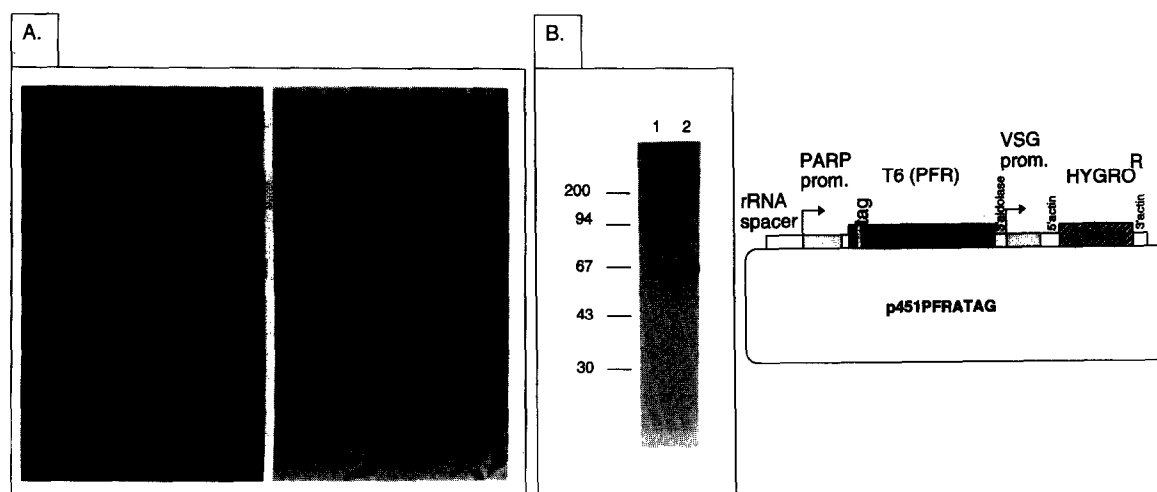 A.
B.
1 2
200
94
67
43
30
PARP
prom.
T6 (PFR)
VSG
prom.
HYGRO R
rRNA
spacer
tag
3'aldolase
5'actin
3'actin
p451PFRATAG